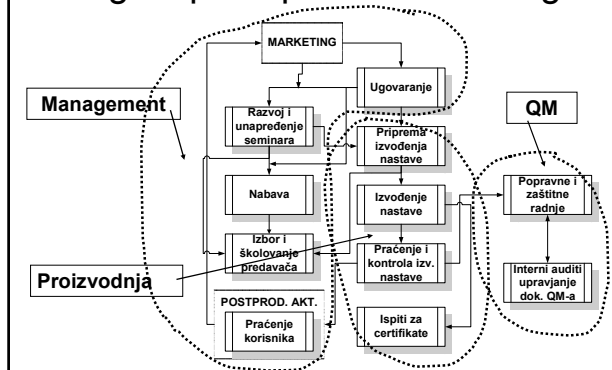 MARKETING
Ugovaranje
Management
Razvoj i
unapređenje
seminara
Priprema
izvođenja
nastave
QM
Nabava
Izvođenje
nastave
Popravne i
zaštitne
radnje
Izbor i
školovanje
predavača
Praćenje i
kontrola izv.
nastave
Proizvodnja
Interni auditi
upravjanje
dok. QM-a
POSTPROD. AKT.
Praćenje
korisnika
Ispiti za
certifikate